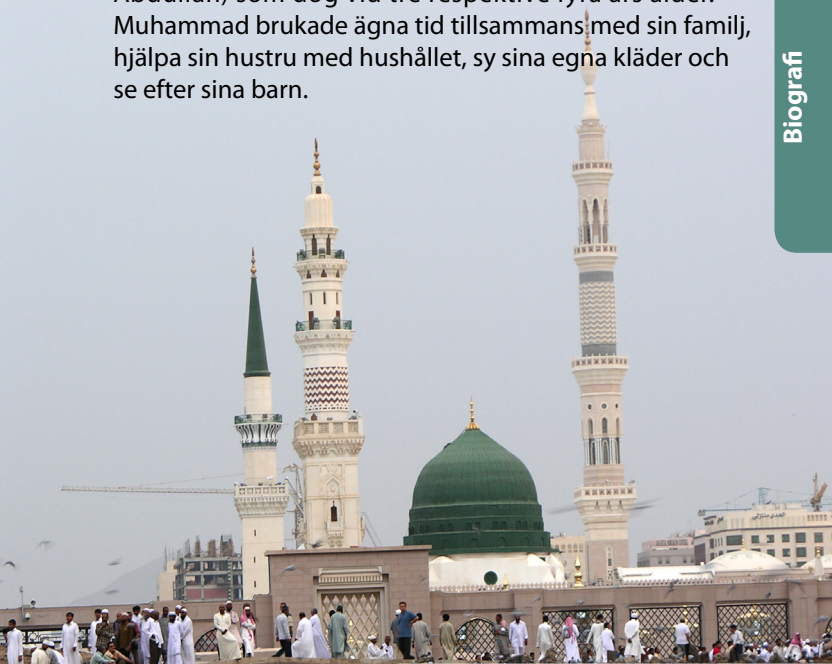 Abdullah) som dog vid tre respektive fyra års ålder.
Muhammad brukade ägna tid tillsammans med sin familj,
hjälpa sin hustru med hushållet, sy sina egna kläder och
se efter sina barn.
Biografi